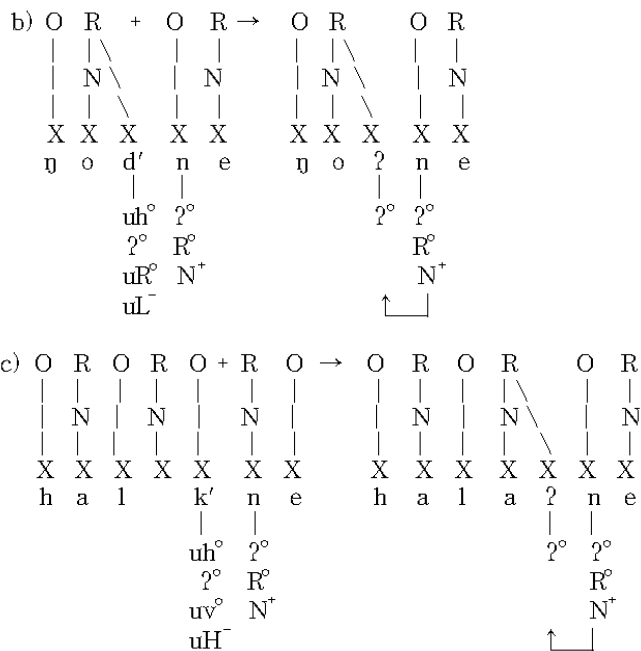 b) O R + O R → O R O R
N N N N
X X X X X X X X X X
ŋ o d′ n e ŋ o ʔ n e
uh° ʔ° ʔ° ʔ°
ʔ° R° R°
uR° N⁺ N⁺
uL⁻
c) O R O R O + R O → O R O R O R
N N N N N N
X X X X X X X X X X X X X X
h a l k′ n e h a l a ʔ n e
uh° ʔ° ʔ° ʔ°
ʔ° R° R°
uv° N⁺ N⁺
uH⁻